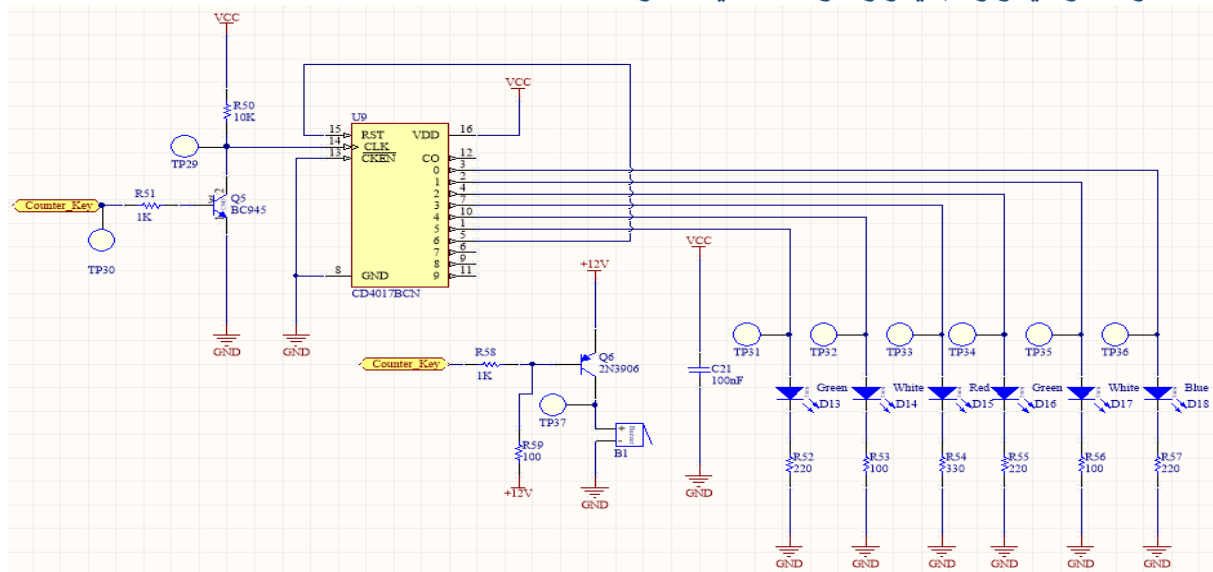 VCC
R50
10K
TP29
Counter_Key
R51
1K
TP30
Q5
BC945
GND
GND
U9
15 RST VDD 16
14 CLK
13 CKEN CO 12
0 3
1 2
2 4
3 7
4 10
5 1
6 5
7 6
8 9
8 GND 9 11
CD4017BCN
VCC
+12V
Counter_Key
R58
1K
Q6
2N3906
TP37
R59
100
+12V
B1
GND
VCC
C21
100nF
GND
TP31 TP32 TP33 TP34 TP35 TP36
Green White Red Green White Blue
D13 D14 D15 D16 D17 D18
R52 R53 R54 R55 R56 R57
220 100 330 220 100 220
GND GND GND GND GND GND